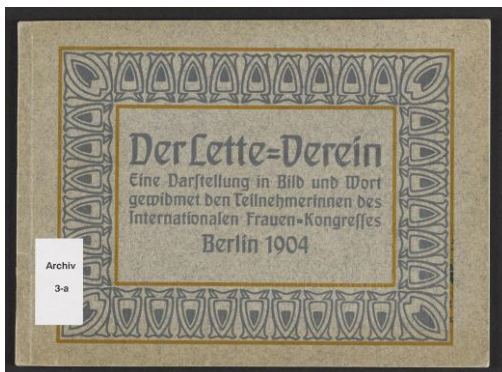 Der Lette=Verein
Eine Darſtellung in Bild und Wort
gewidmet den Teilnehmerinnen des
Internationalen Frauen=Kongreſſes
Berlin 1904
Archiv
3-a